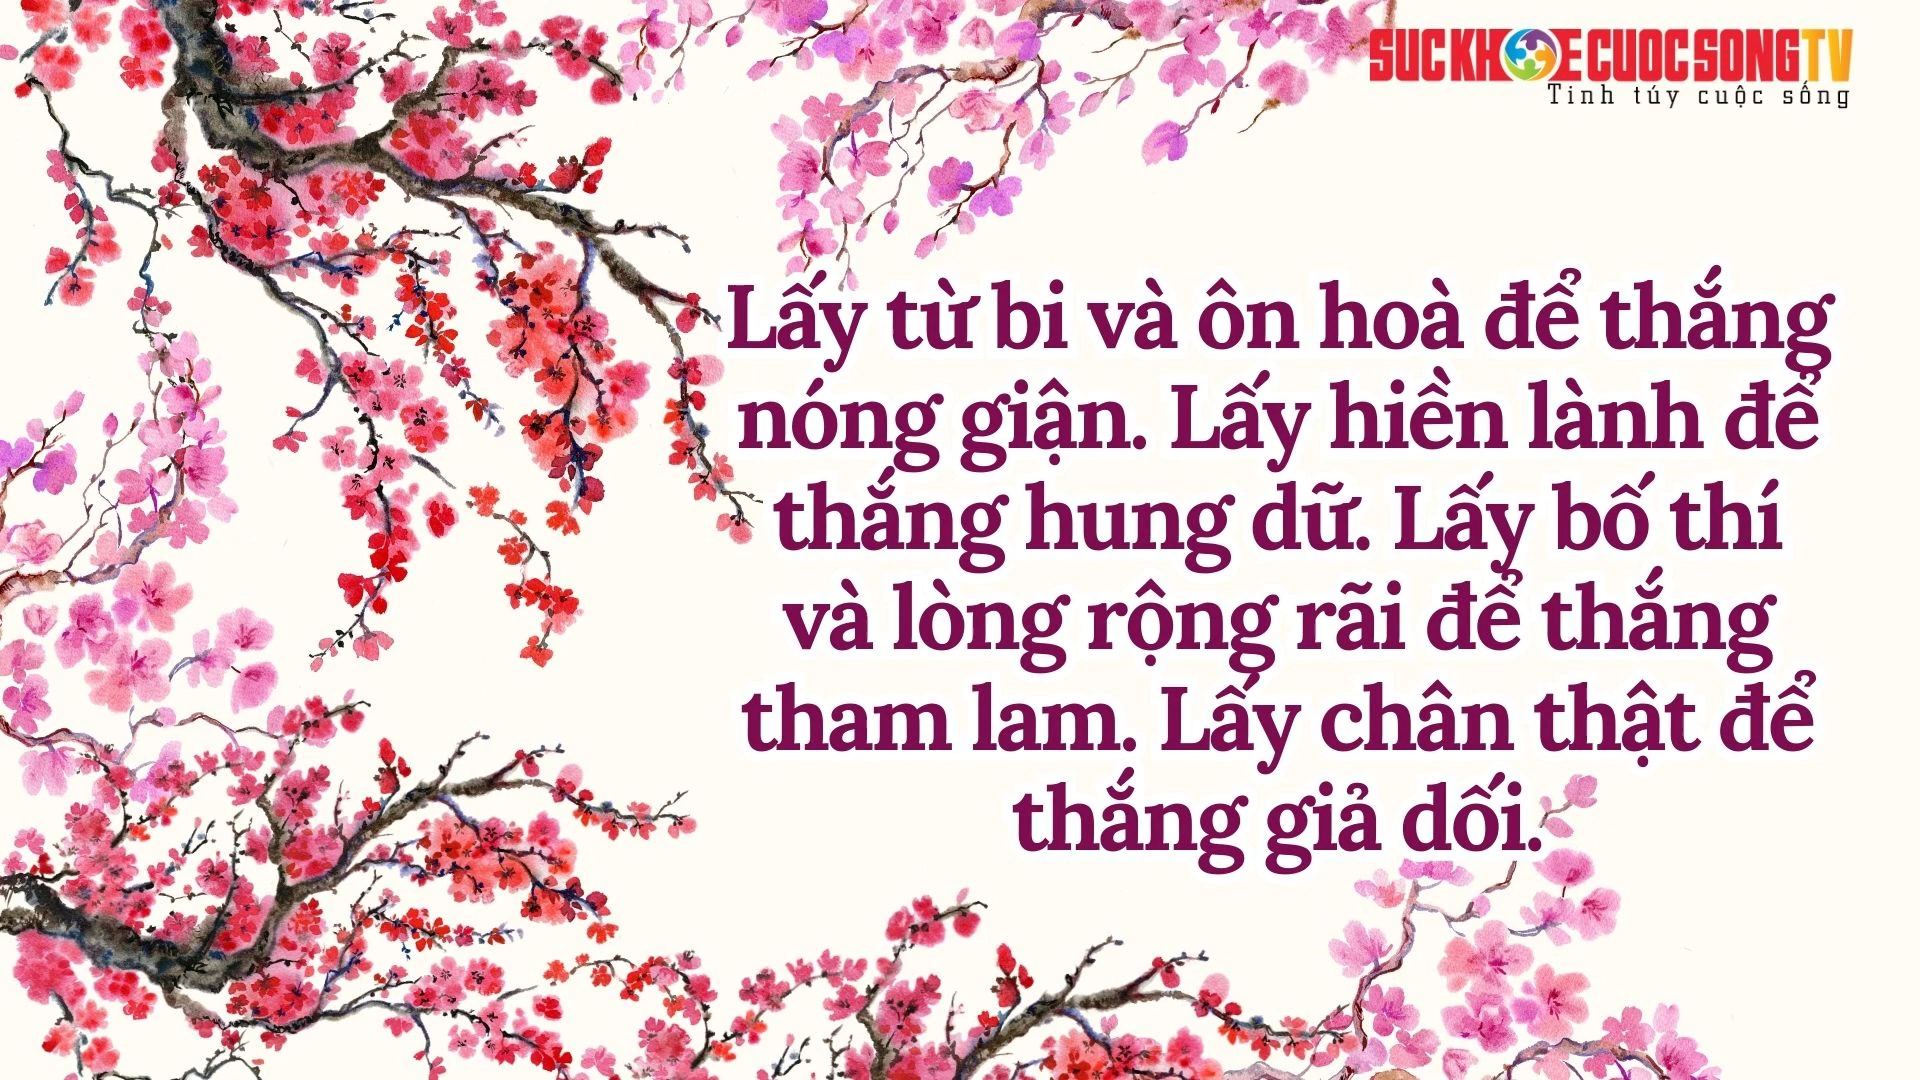 SUCKHOECUOCSONGTV
Tinh túy cuộc sống
Lấy từ bi và ôn hoà để thắng
nóng giận. Lấy hiền lành để
thắng hung dữ. Lấy bố thí
và lòng rộng rãi để thắng
tham lam. Lấy chân thật để
thắng giả dối.